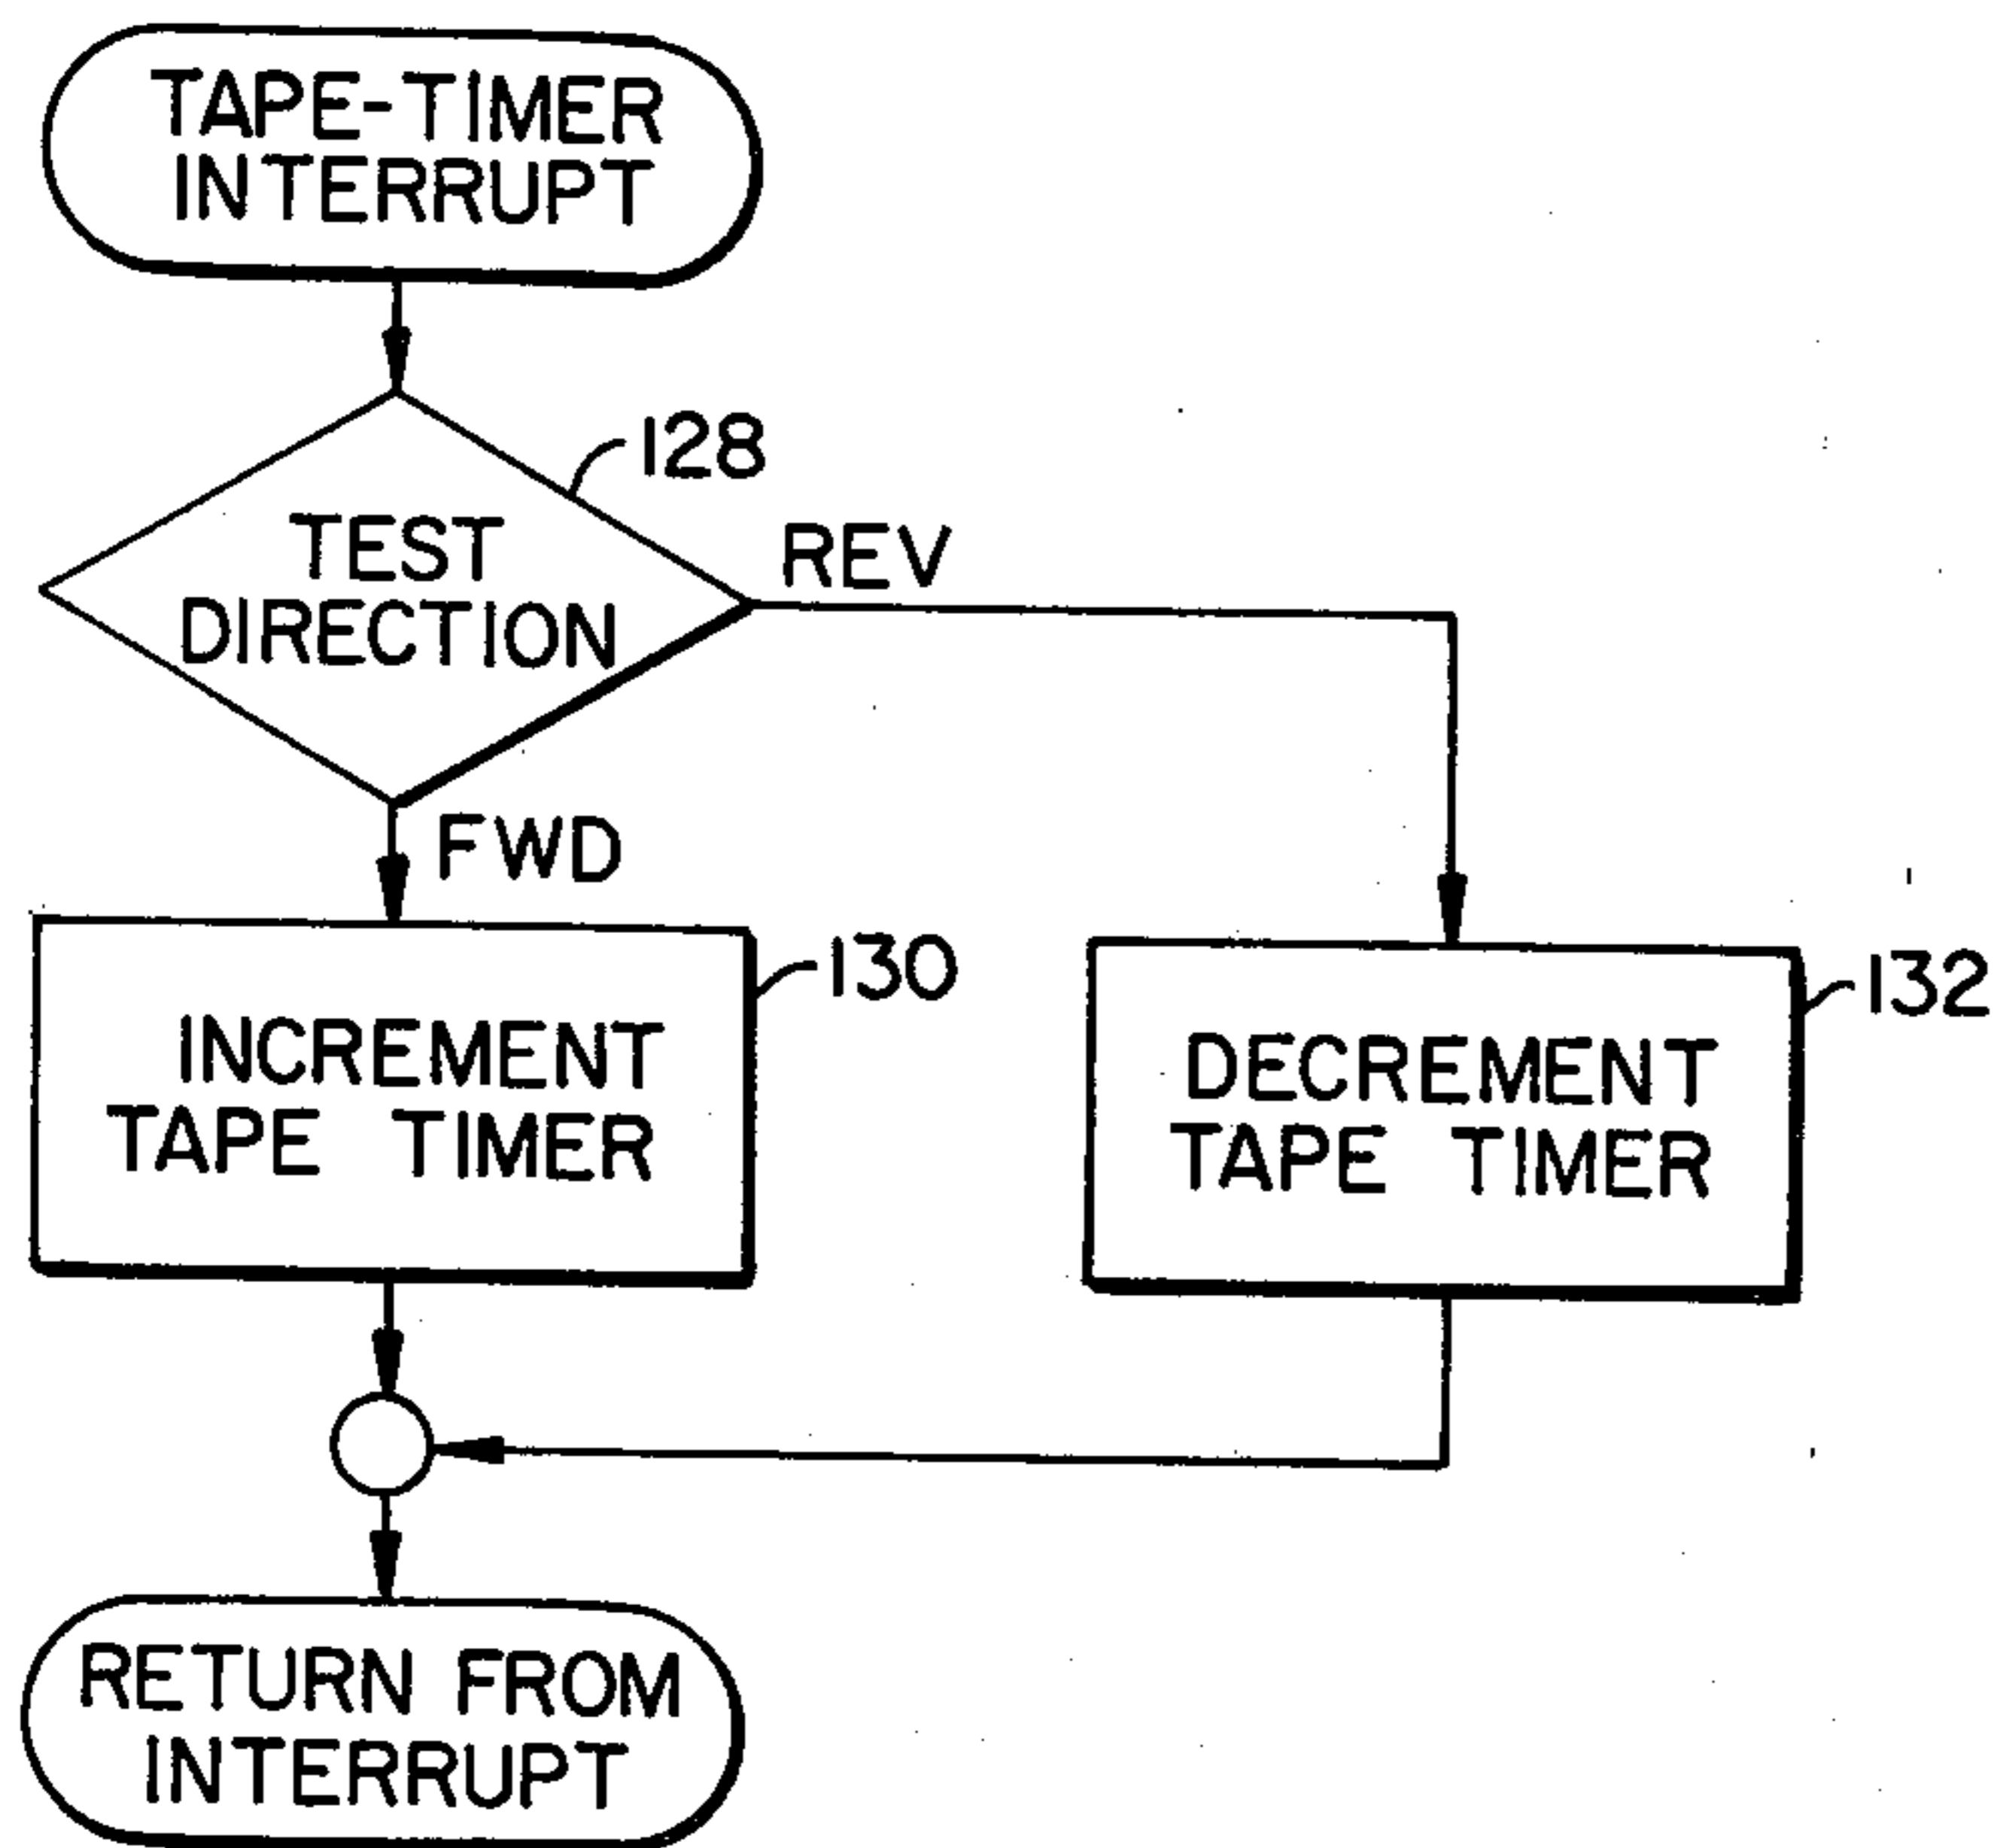 TAPE-TIMER
INTERRUPT
128
TEST
DIRECTION
REV
FWD
130
INCREMENT
TAPE TIMER
132
DECREMENT
TAPE TIMER
RETURN FROM
INTERRUPT